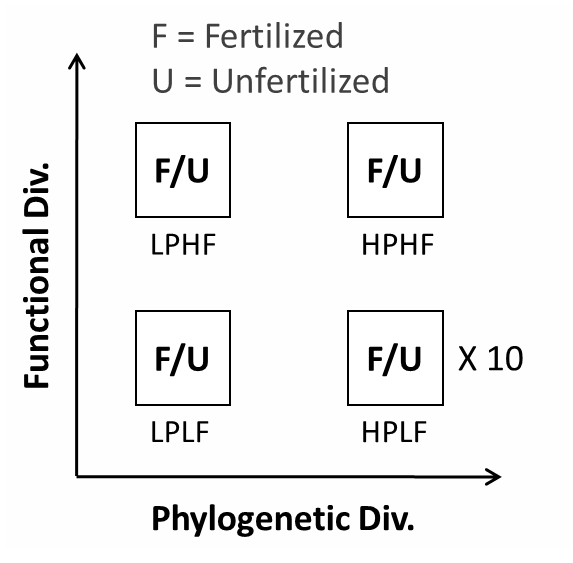 F = Fertilized
U = Unfertilized
Functional Div.
F/U
F/U
LPHF
HPHF
F/U
F/U
X 10
LPLF
HPLF
Phylogenetic Div.